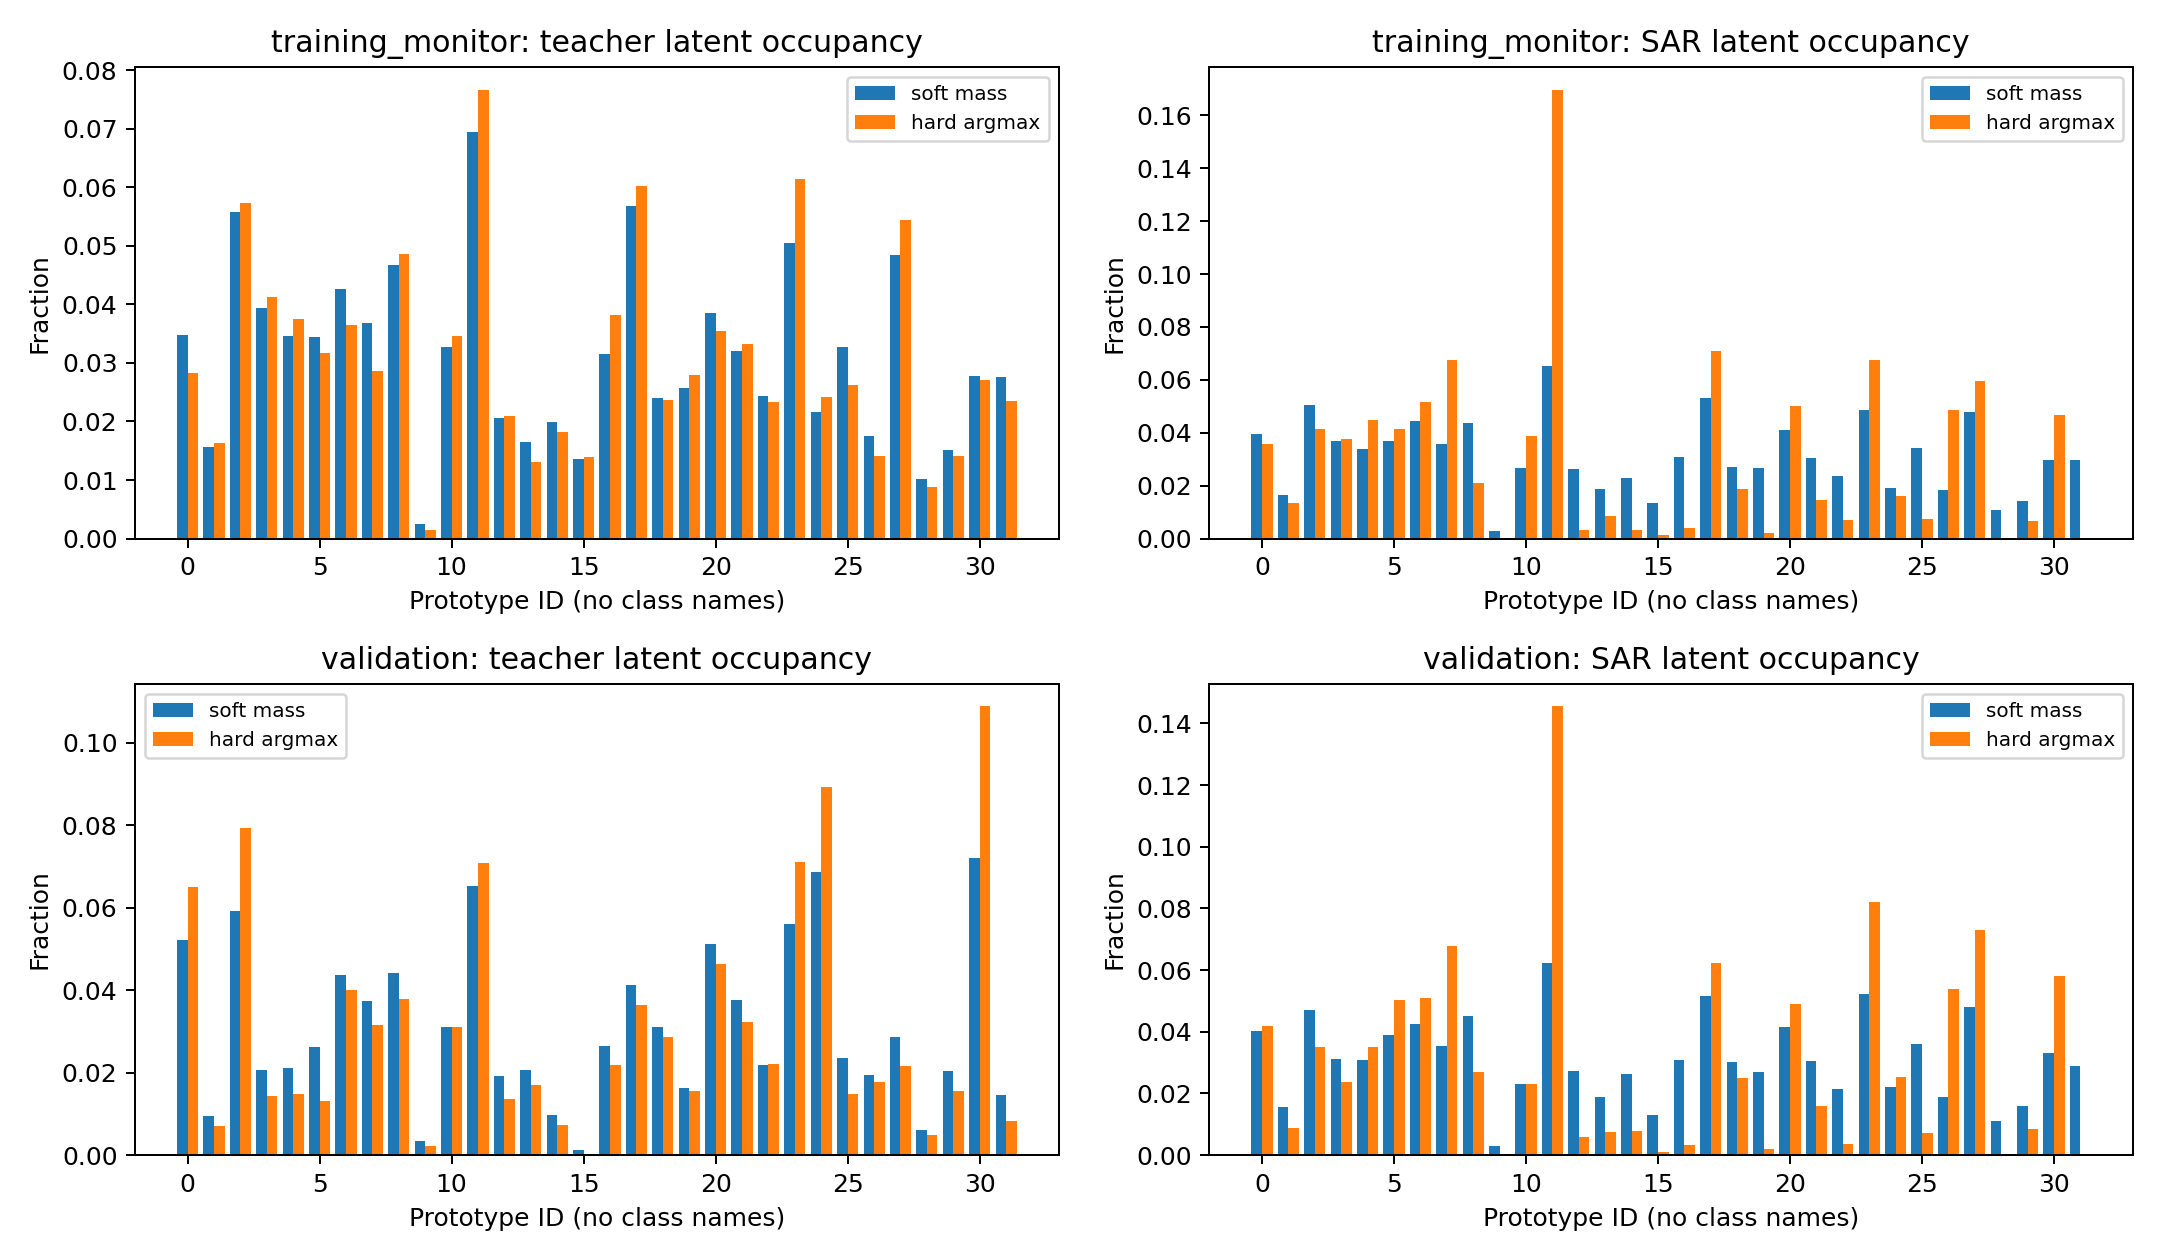 training_monitor: teacher latent occupancy
0.08
0.07
0.06
0.05
0.04
0.03
0.02
0.01
0.00
Fraction
soft mass
hard argmax
0 5 10 15 20 25 30
Prototype ID (no class names)
training_monitor: SAR latent occupancy
0.16
0.14
0.12
0.10
0.08
0.06
0.04
0.02
0.00
Fraction
soft mass
hard argmax
0 5 10 15 20 25 30
Prototype ID (no class names)
validation: teacher latent occupancy
0.10
0.08
0.06
0.04
0.02
0.00
Fraction
soft mass
hard argmax
0 5 10 15 20 25 30
Prototype ID (no class names)
validation: SAR latent occupancy
0.14
0.12
0.10
0.08
0.06
0.04
0.02
0.00
Fraction
soft mass
hard argmax
0 5 10 15 20 25 30
Prototype ID (no class names)